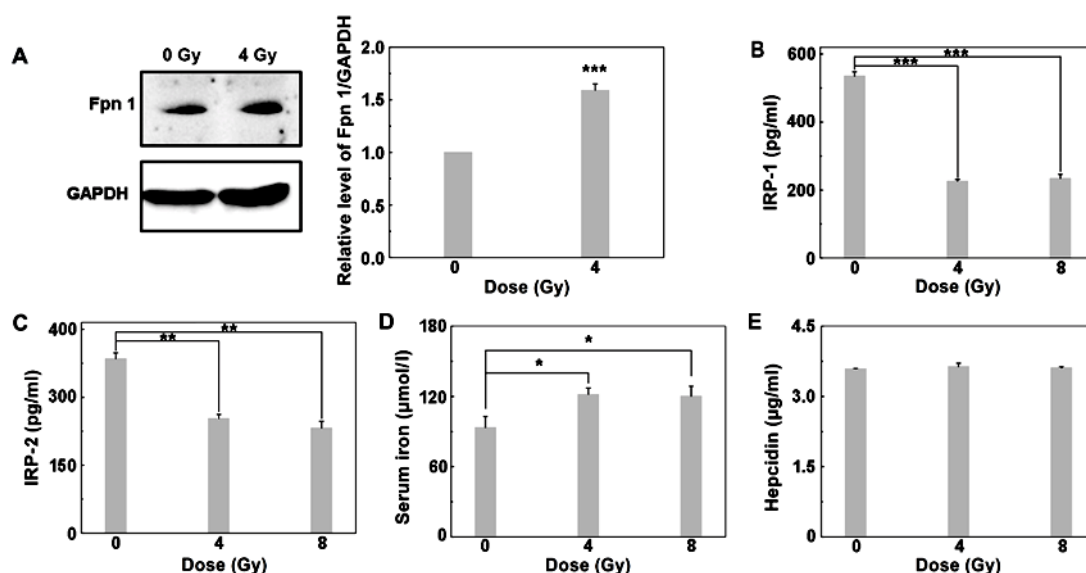 A
0 Gy 4 Gy
Fpn 1
GAPDH
Relative level of Fpn 1/GAPDH
2.0
1.5
1.0
0.5
0.0
***
0 4
Dose (Gy)
B
IRP-1 (pg/ml)
600
400
200
0
***
***
0 4 8
Dose (Gy)
C
IRP-2 (pg/ml)
450
300
150
0
**
**
0 4 8
Dose (Gy)
D
Serum iron (μmol/l)
180
120
60
0
*
*
0 4 8
Dose (Gy)
E
Hepcidin (μg/ml)
4.5
3.0
1.5
0.0
0 4 8
Dose (Gy)